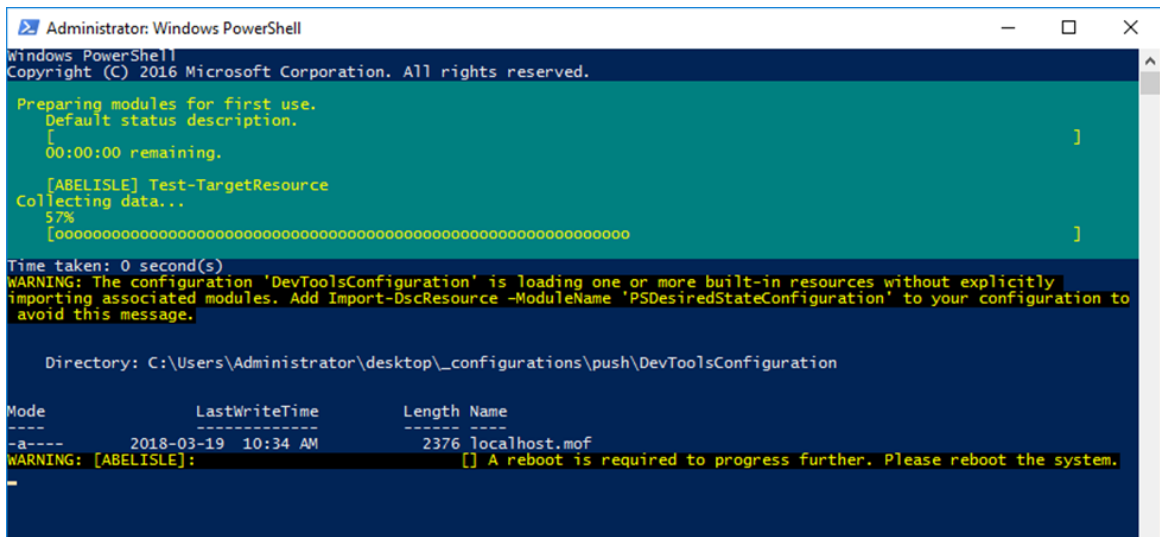 Administrator: Windows PowerShell
Windows PowerShell
Copyright (C) 2016 Microsoft Corporation. All rights reserved.
Preparing modules for first use.
Default status description.
[ ]
00:00:00 remaining.
[ABELISLE] Test-TargetResource
Collecting data...
57%
[ooooooooooooooooooooooooooooooooooooooooooooooooooooooooooooo ]
Time taken: 0 second(s)
WARNING: The configuration 'DevToolsConfiguration' is loading one or more built-in resources without explicitly
importing associated modules. Add Import-DscResource –ModuleName 'PSDesiredStateConfiguration' to your configuration to
avoid this message.
Directory: C:\Users\Administrator\desktop\_configurations\push\DevToolsConfiguration
Mode LastWriteTime Length Name
---- ------------- ------ ----
-a---- 2018-03-19 10:34 AM 2376 localhost.mof
WARNING: [ABELISLE]: [] A reboot is required to progress further. Please reboot the system.